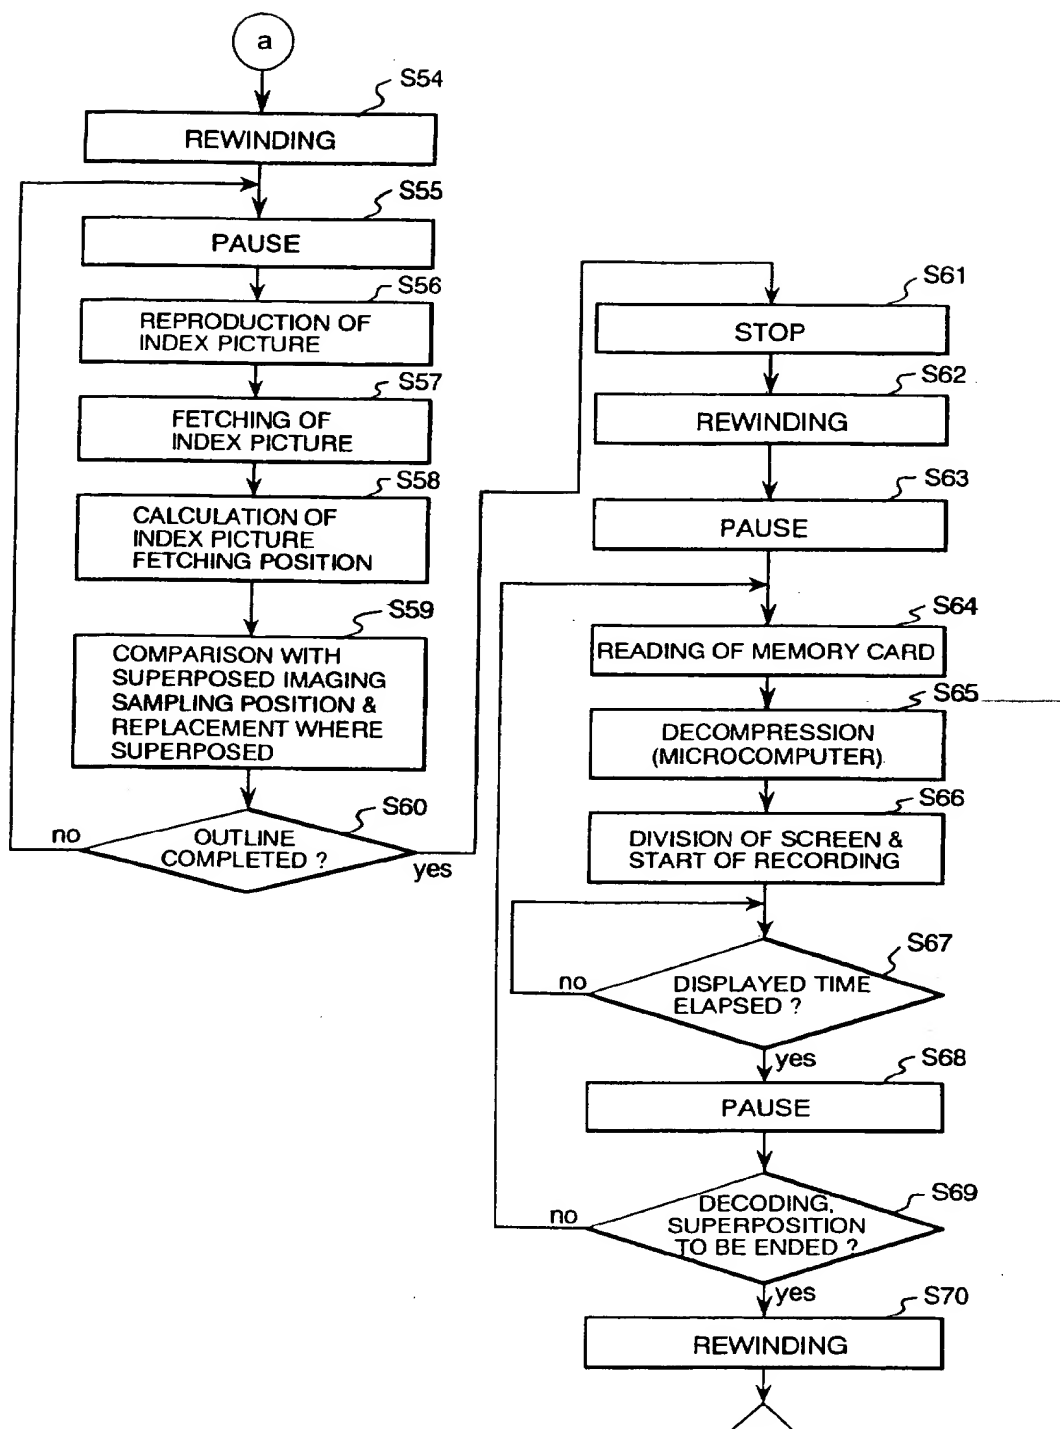 a
S54
REWINDING
S55
PAUSE
S56
REPRODUCTION OF
INDEX PICTURE
S57
FETCHING OF
INDEX PICTURE
S58
CALCULATION OF
INDEX PICTURE
FETCHING POSITION
S59
COMPARISON WITH
SUPERPOSED IMAGING
SAMPLING POSITION &
REPLACEMENT WHERE
SUPERPOSED
S60
OUTLINE
COMPLETED ?
no
yes
S61
STOP
S62
REWINDING
S63
PAUSE
S64
READING OF MEMORY CARD
S65
DECOMPRESSION
(MICROCOMPUTER)
S66
DIVISION OF SCREEN &
START OF RECORDING
S67
DISPLAYED TIME
ELAPSED ?
no
yes
S68
PAUSE
S69
DECODING,
SUPERPOSITION
TO BE ENDED ?
no
yes
S70
REWINDING